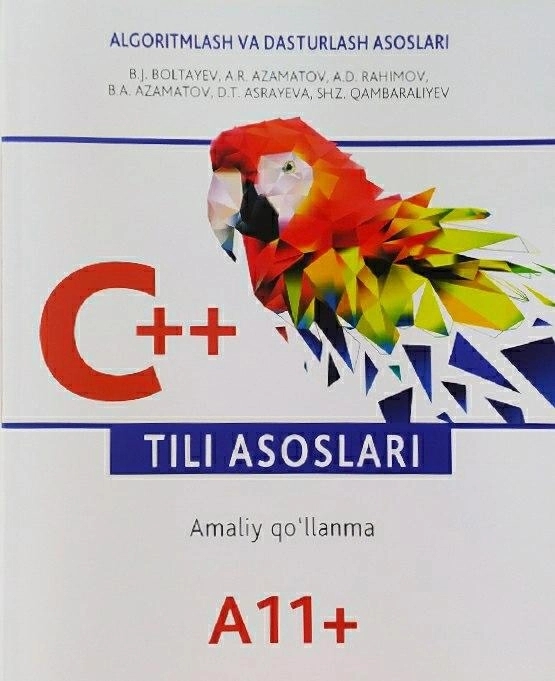 ALGORITMLASH VA DASTURLASH ASOSLARI
B.J. BOLTAYEV, A.R. AZAMATOV, A.D. RAHIMOV,
B.A. AZAMATOV, D.T. ASRAYEVA, SH.Z. QAMBARALIYEV
C++
TILI ASOSLARI
Amaliy qo‘llanma
A11+